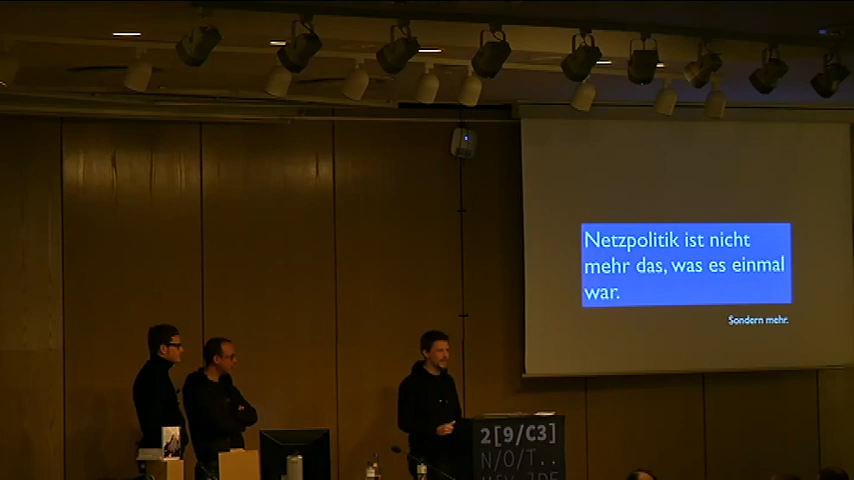 Netzpolitik ist nicht
mehr das, was es einmal
war.
Sondern mehr.
2[9/C3]
N/O/T..